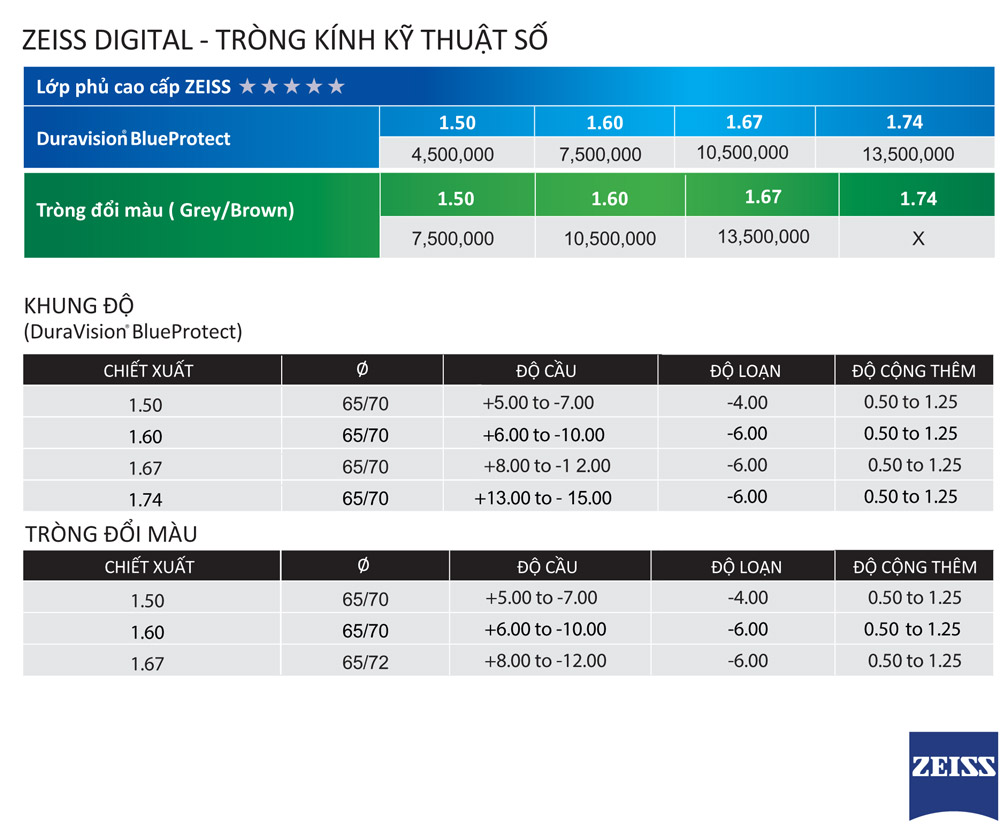 ZEISS DIGITAL - TRÒNG KÍNH KỸ THUẬT SỐ
Lớp phủ cao cấp ZEISS ★ ★ ★ ★ ★
Duravision® BlueProtect
1.50 1.60 1.67 1.74
4,500,000 7,500,000 10,500,000 13,500,000
Tròng đổi màu ( Grey/Brown)
1.50 1.60 1.67 1.74
7,500,000 10,500,000 13,500,000 X
KHUNG ĐỘ
(DuraVision® BlueProtect)
CHIẾT XUẤT Ø ĐỘ CẦU ĐỘ LOẠN ĐỘ CỘNG THÊM
1.50 65/70 +5.00 to -7.00 -4.00 0.50 to 1.25
1.60 65/70 +6.00 to -10.00 -6.00 0.50 to 1.25
1.67 65/70 +8.00 to -1 2.00 -6.00 0.50 to 1.25
1.74 65/70 +13.00 to - 15.00 -6.00 0.50 to 1.25
TRÒNG ĐỔI MÀU
CHIẾT XUẤT Ø ĐỘ CẦU ĐỘ LOẠN ĐỘ CỘNG THÊM
1.50 65/70 +5.00 to -7.00 -4.00 0.50 to 1.25
1.60 65/70 +6.00 to -10.00 -6.00 0.50 to 1.25
1.67 65/72 +8.00 to -12.00 -6.00 0.50 to 1.25
ZEISS